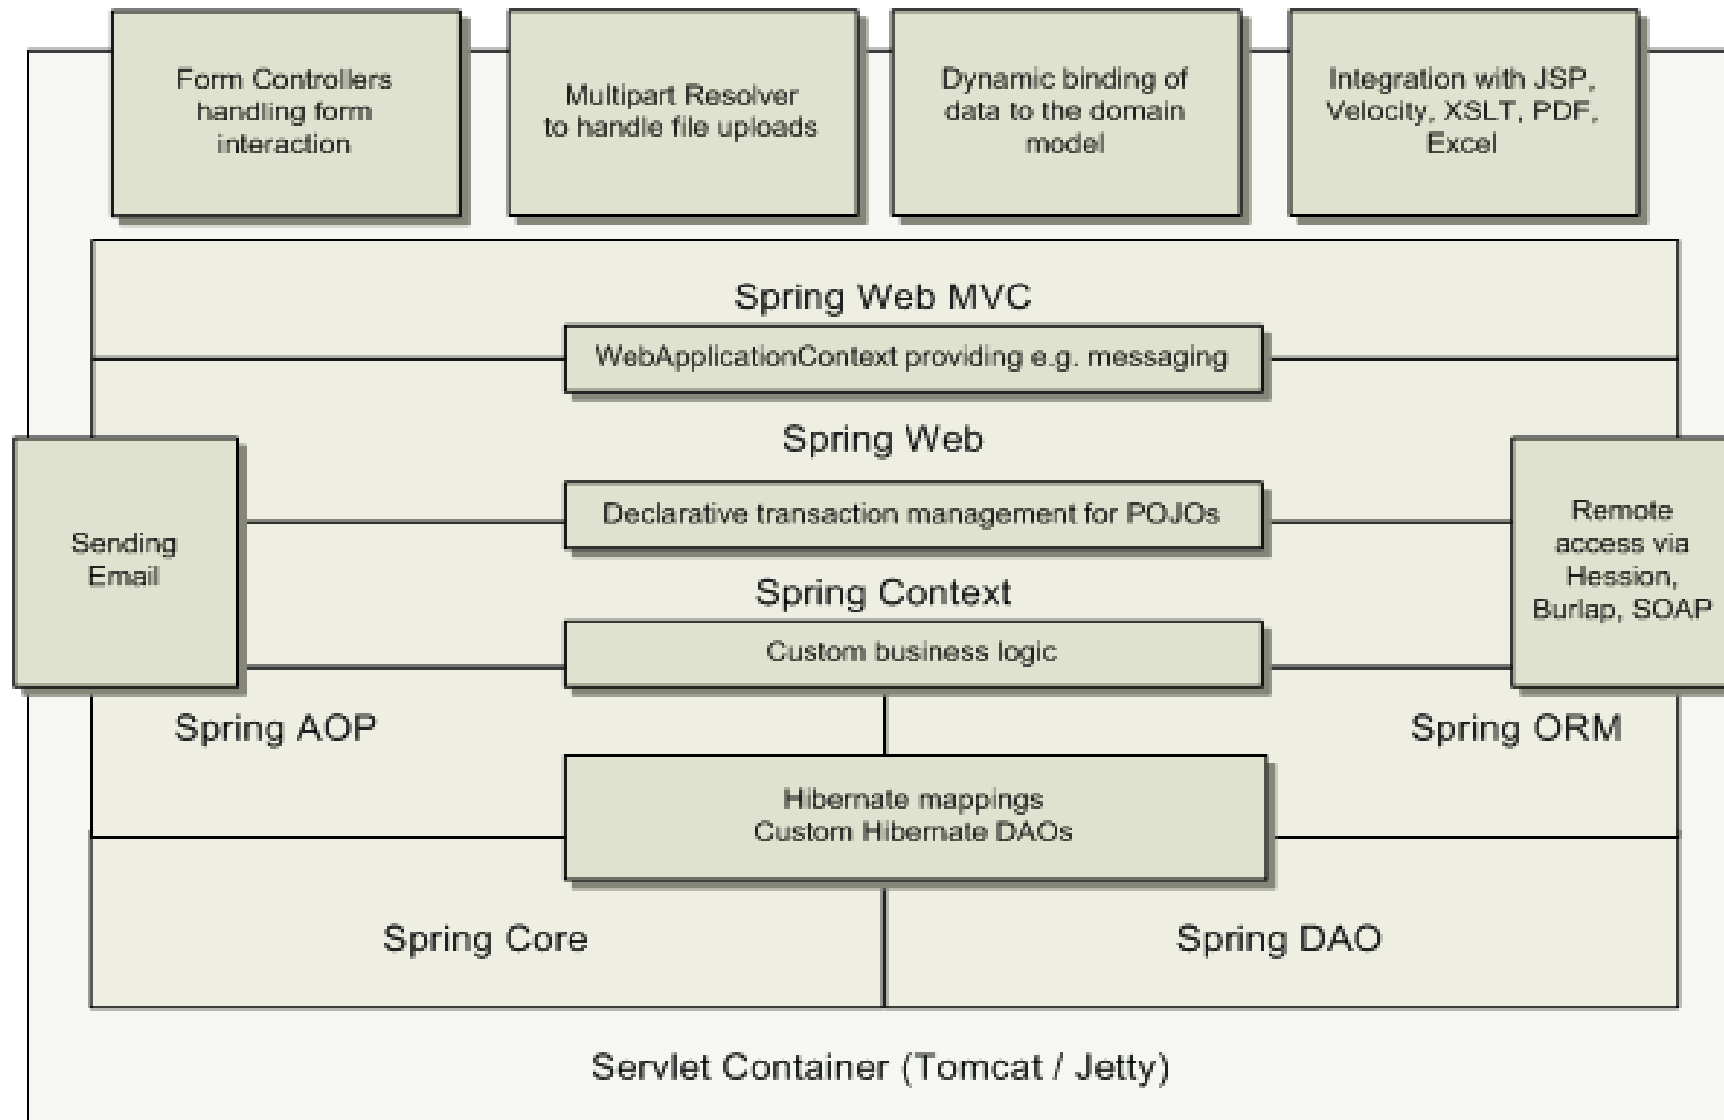 Form Controllers
handling form
interaction
Multipart Resolver
to handle file uploads
Dynamic binding of
data to the domain
model
Integration with JSP,
Velocity, XSLT, PDF,
Excel
Spring Web MVC
WebApplicationContext providing e.g. messaging
Spring Web
Declarative transaction management for POJOs
Sending
Email
Remote
access via
Hession,
Burlap, SOAP
Spring Context
Custom business logic
Spring AOP
Spring ORM
Hibernate mappings
Custom Hibernate DAOs
Spring Core
Spring DAO
Servlet Container (Tomcat / Jetty)